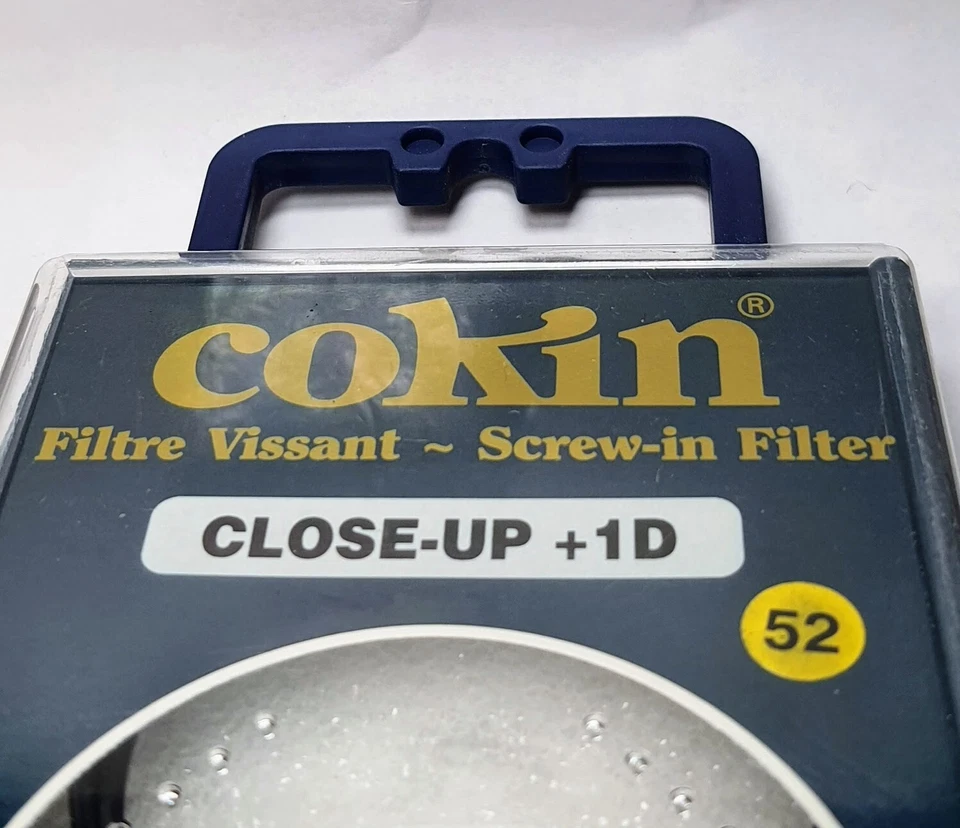 cokin®
Filtre Vissant ~ Screw-in Filter
CLOSE-UP +1D
52